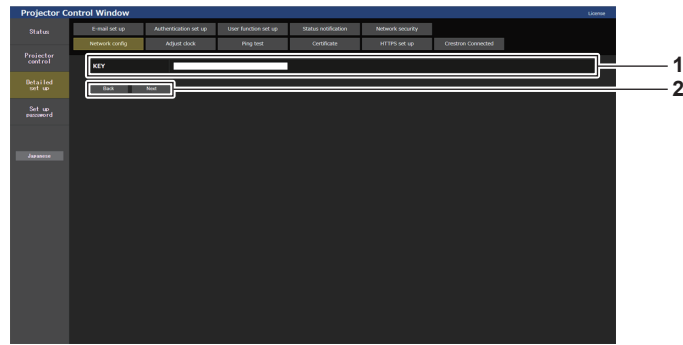 Projector Control Window
License
Status
E-mail set up
Authentication set up
User function set up
Status notification
Network security
Network config
Adjust clock
Ping test
Certificate
HTTPS set up
Crestron Connected
Projector
control
KEY
1
Detailed
set up
Back
Next
2
Set up
password
Japanese